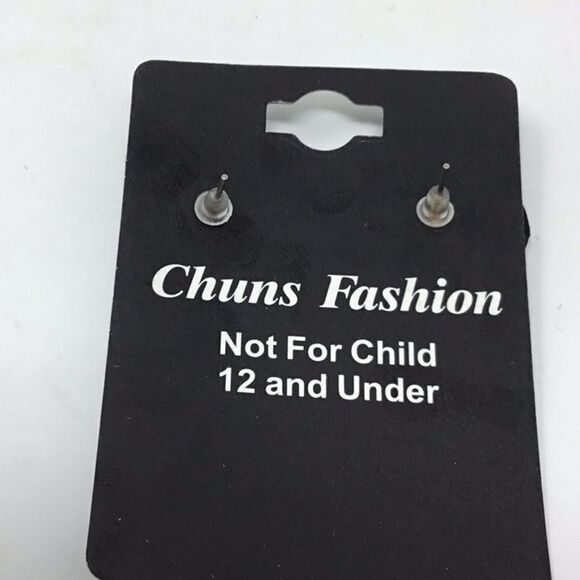 Chuns Fashion
Not For Child
12 and Under